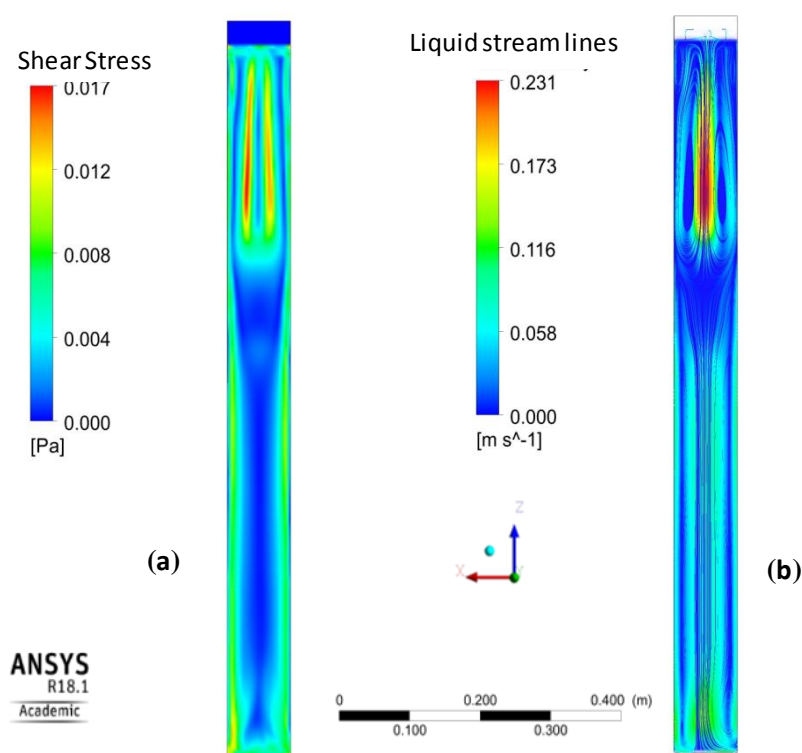 Shear Stress
0.017
0.012
0.008
0.004
0.000
[Pa]
(a)
ANSYS
R18.1
Academic
Liquid stream lines
0.231
0.173
0.116
0.058
0.000
[m s^-1]
Z
X
Y
0
0.200
0.400 (m)
0.100
0.300
(b)